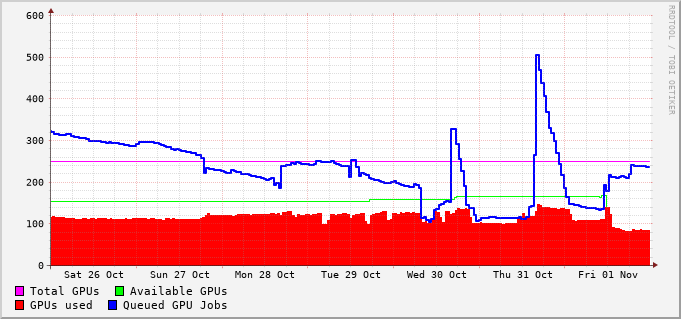 600
500
400
300
200
100
0
Sat 26 Oct Sun 27 Oct Mon 28 Oct Tue 29 Oct Wed 30 Oct Thu 31 Oct Fri 01 Nov
Total GPUs Available GPUs
GPUs used Queued GPU Jobs
RRDTOOL / TOBI OETIKER